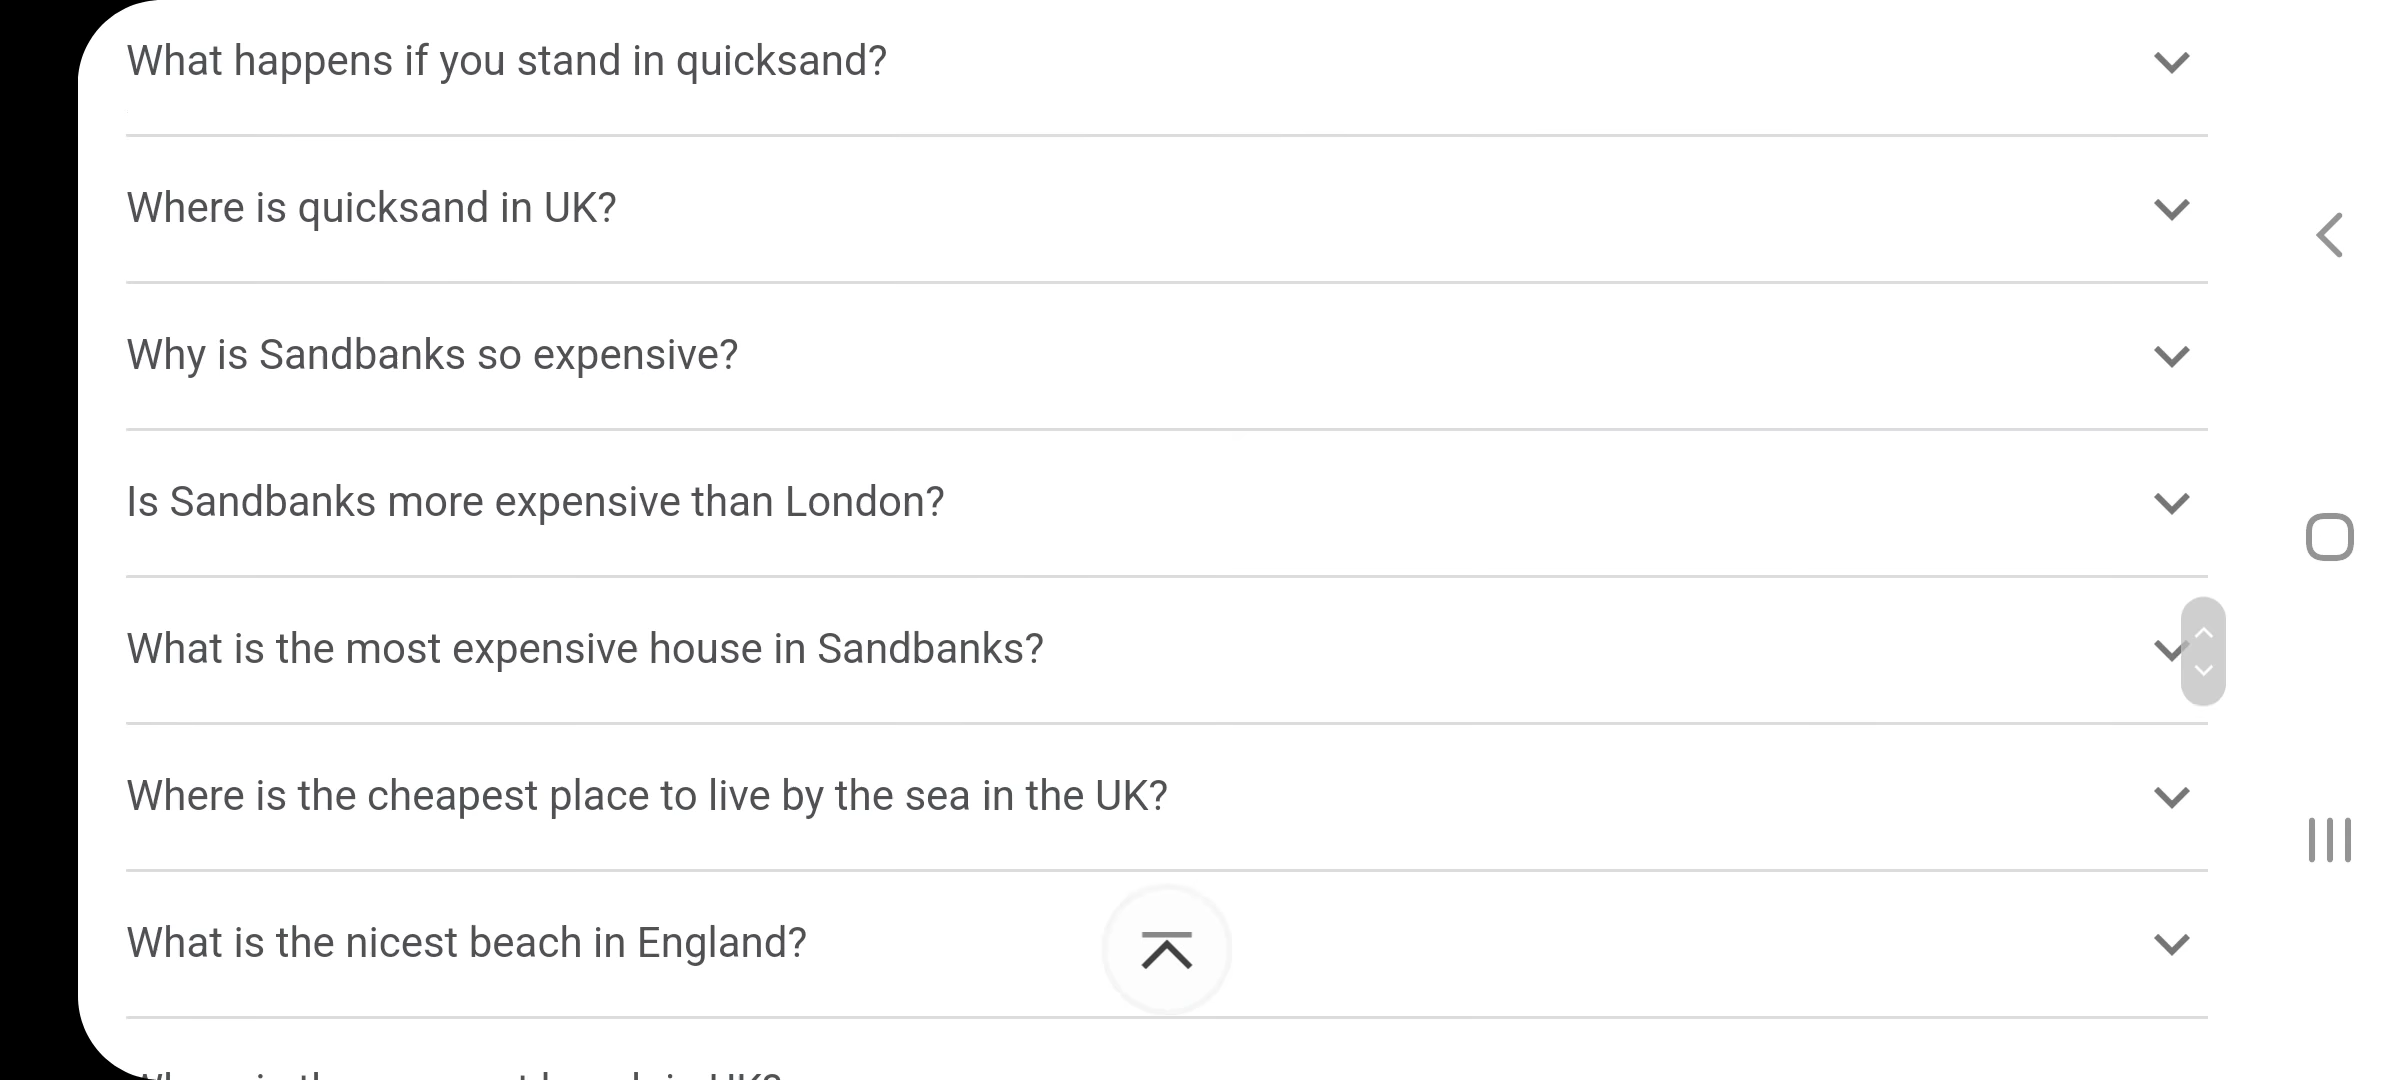 What happens if you stand in quicksand?
Where is quicksand in UK?
Why is Sandbanks so expensive?
Is Sandbanks more expensive than London?
What is the most expensive house in Sandbanks?
Where is the cheapest place to live by the sea in the UK?
What is the nicest beach in England?